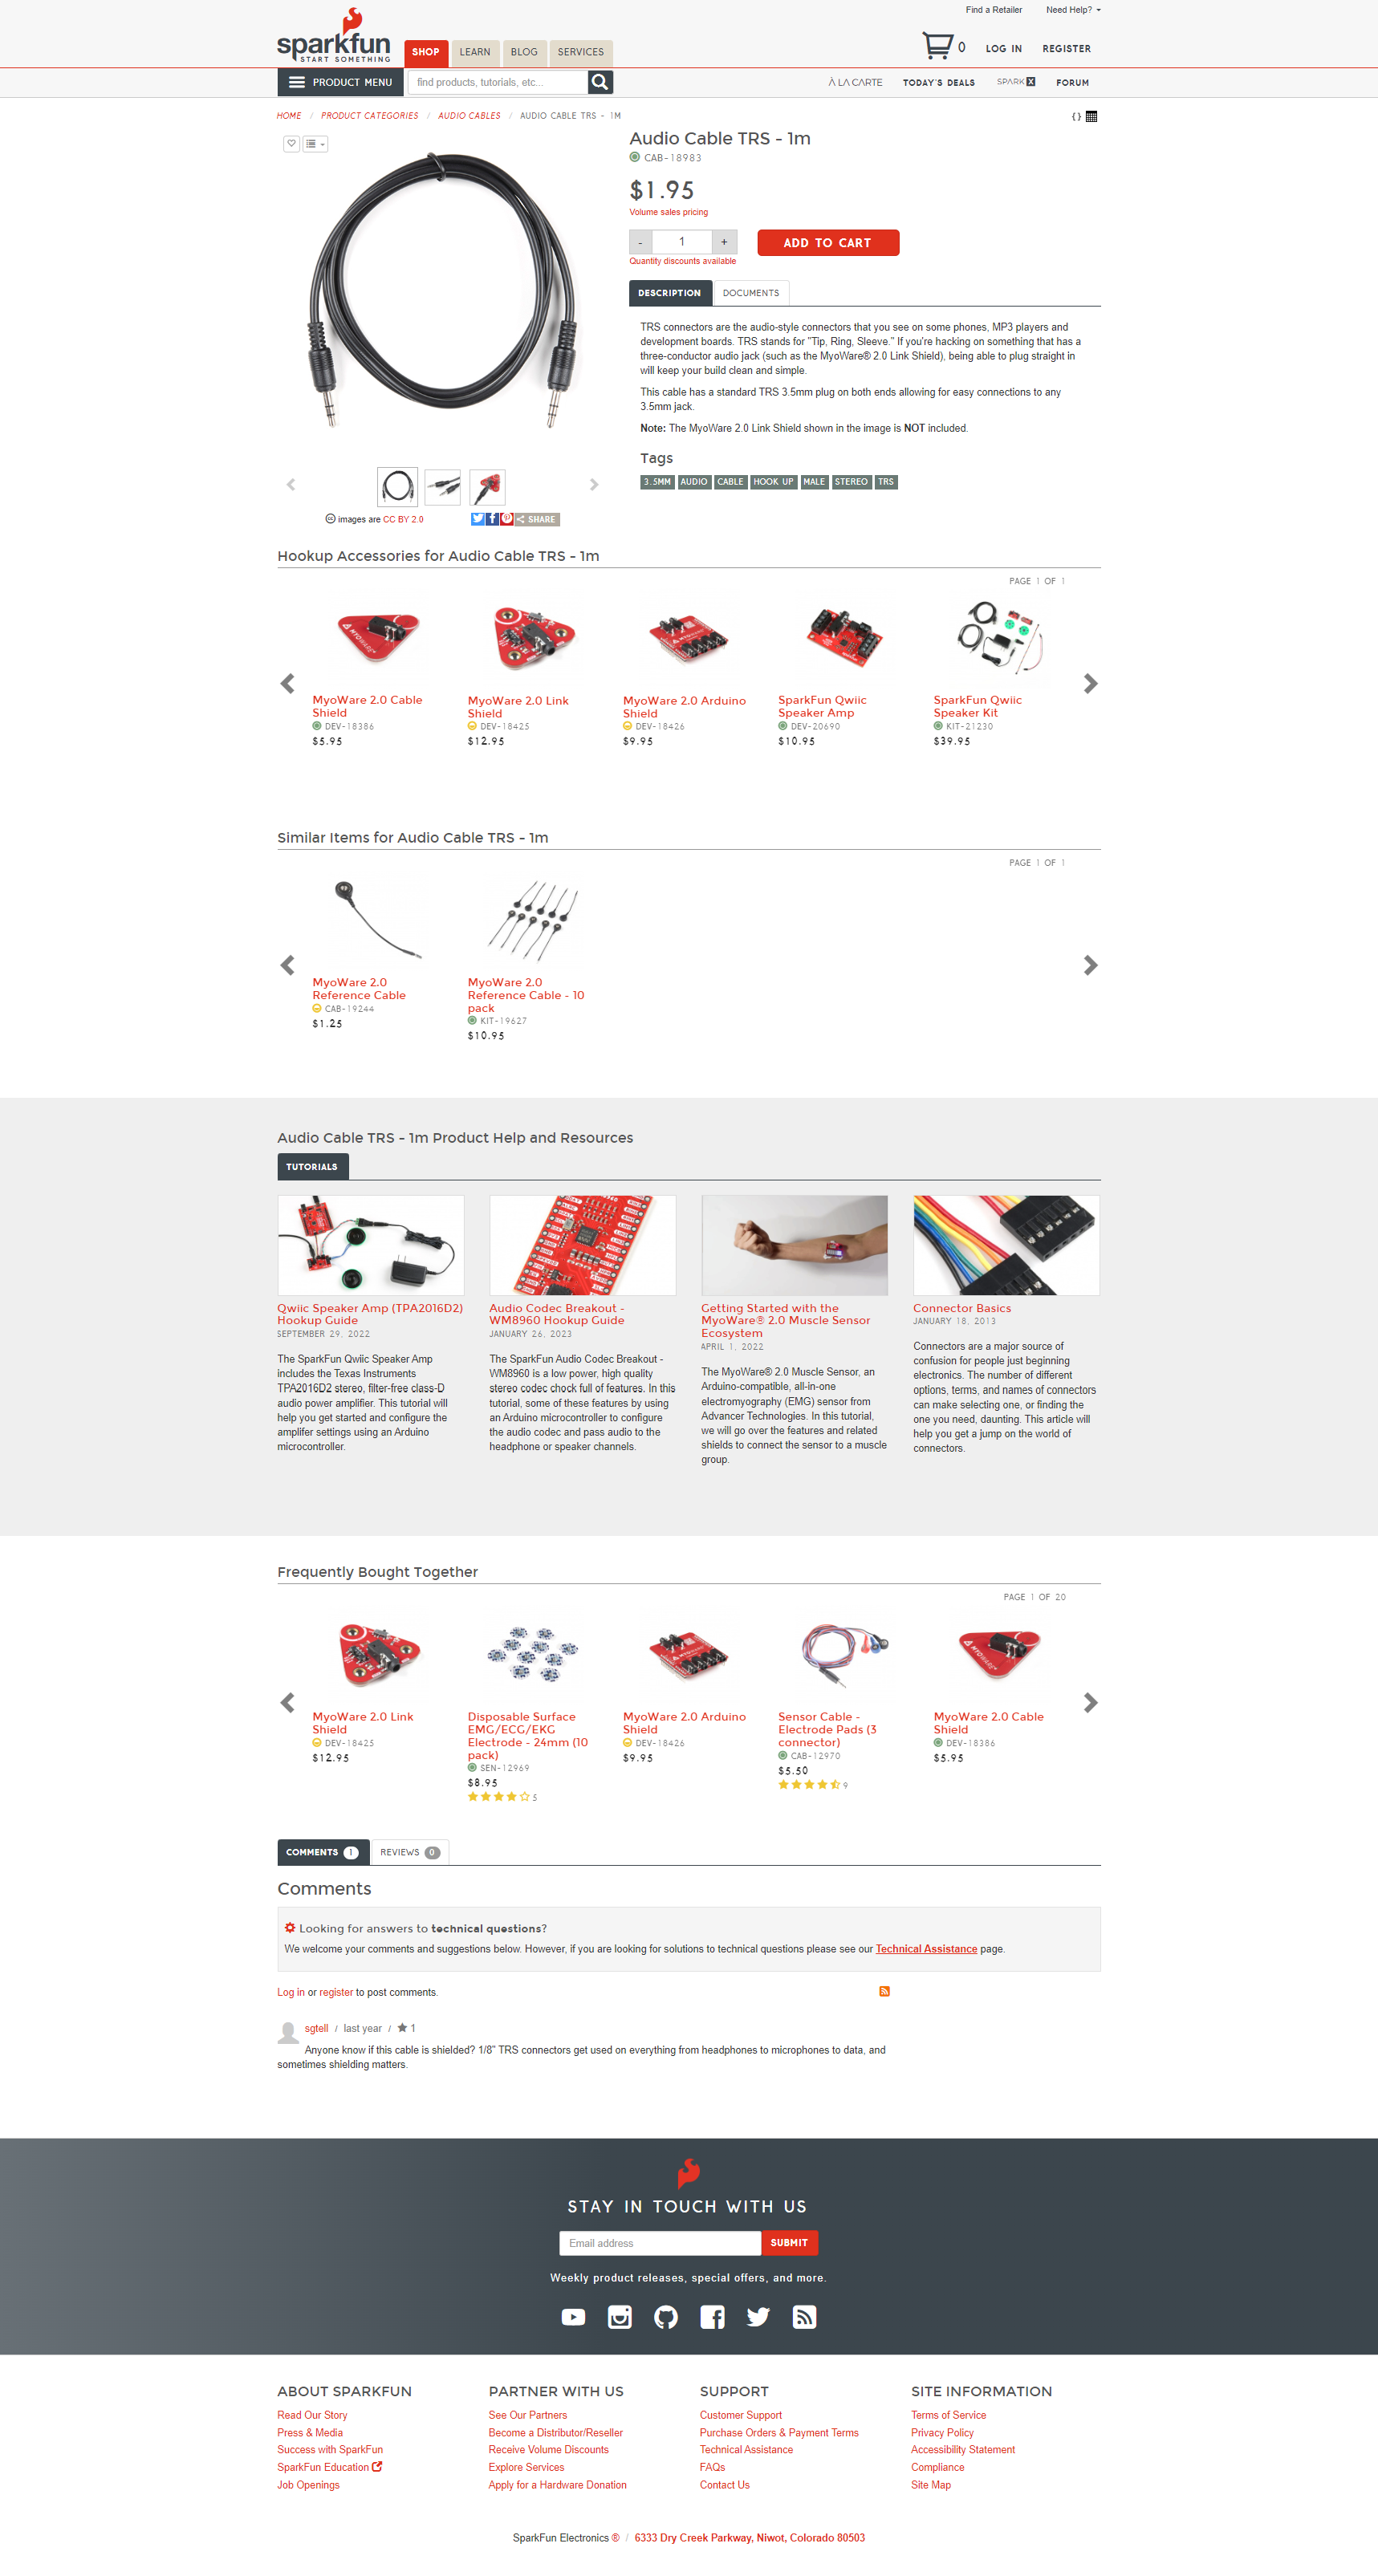 Find a Retailer
Need Help?
sparkfun
START SOMETHING
SHOP
LEARN
BLOG
SERVICES
0
LOG IN
REGISTER
PRODUCT MENU
find products, tutorials, etc...
À LA CARTE
TODAY'S DEALS
SPARK X
FORUM
HOME / PRODUCT CATEGORIES / AUDIO CABLES / AUDIO CABLE TRS - 1M
{ }
Audio Cable TRS - 1m
CAB-18983
$1.95
Volume sales pricing
- 1 +
ADD TO CART
Quantity discounts available
DESCRIPTION
DOCUMENTS
TRS connectors are the audio-style connectors that you see on some phones, MP3 players and
development boards. TRS stands for "Tip, Ring, Sleeve." If you're hacking on something that has a
three-conductor audio jack (such as the MyoWare® 2.0 Link Shield), being able to plug straight in
will keep your build clean and simple.
This cable has a standard TRS 3.5mm plug on both ends allowing for easy connections to any
3.5mm jack.
Note: The MyoWare 2.0 Link Shield shown in the image is NOT included.
Tags
3.5MM AUDIO CABLE HOOK UP MALE STEREO TRS
images are CC BY 2.0
SHARE
Hookup Accessories for Audio Cable TRS - 1m
PAGE 1 OF 1
MyoWare 2.0 Cable
Shield
DEV-18386
$5.95
MyoWare 2.0 Link
Shield
DEV-18425
$12.95
MyoWare 2.0 Arduino
Shield
DEV-18426
$9.95
SparkFun Qwiic
Speaker Amp
DEV-20690
$10.95
SparkFun Qwiic
Speaker Kit
KIT-21230
$39.95
Similar Items for Audio Cable TRS - 1m
PAGE 1 OF 1
MyoWare 2.0
Reference Cable
CAB-19244
$1.25
MyoWare 2.0
Reference Cable - 10
pack
KIT-19627
$10.95
Audio Cable TRS - 1m Product Help and Resources
TUTORIALS
Qwiic Speaker Amp (TPA2016D2)
Hookup Guide
SEPTEMBER 29, 2022
The SparkFun Qwiic Speaker Amp
includes the Texas Instruments
TPA2016D2 stereo, filter-free class-D
audio power amplifier. This tutorial will
help you get started and configure the
amplifer settings using an Arduino
microcontroller.
Audio Codec Breakout -
WM8960 Hookup Guide
JANUARY 26, 2023
The SparkFun Audio Codec Breakout -
WM8960 is a low power, high quality
stereo codec chock full of features. In this
tutorial, some of these features by using
an Arduino microcontroller to configure
the audio codec and pass audio to the
headphone or speaker channels.
Getting Started with the
MyoWare® 2.0 Muscle Sensor
Ecosystem
APRIL 1, 2022
The MyoWare® 2.0 Muscle Sensor, an
Arduino-compatible, all-in-one
electromyography (EMG) sensor from
Advancer Technologies. In this tutorial,
we will go over the features and related
shields to connect the sensor to a muscle
group.
Connector Basics
JANUARY 18, 2013
Connectors are a major source of
confusion for people just beginning
electronics. The number of different
options, terms, and names of connectors
can make selecting one, or finding the
one you need, daunting. This article will
help you get a jump on the world of
connectors.
Frequently Bought Together
PAGE 1 OF 20
MyoWare 2.0 Link
Shield
DEV-18425
$12.95
Disposable Surface
EMG/ECG/EKG
Electrode - 24mm (10
pack)
SEN-12969
$8.95
5
MyoWare 2.0 Arduino
Shield
DEV-18426
$9.95
Sensor Cable -
Electrode Pads (3
connector)
CAB-12970
$5.50
9
MyoWare 2.0 Cable
Shield
DEV-18386
$5.95
COMMENTS 1
REVIEWS 0
Comments
Looking for answers to technical questions?
We welcome your comments and suggestions below. However, if you are looking for solutions to technical questions please see our Technical Assistance page.
Log in or register to post comments.
sgtell / last year / ★ 1
Anyone know if this cable is shielded? 1/8" TRS connectors get used on everything from headphones to microphones to data, and
sometimes shielding matters.
STAY IN TOUCH WITH US
Email address
SUBMIT
Weekly product releases, special offers, and more.
ABOUT SPARKFUN
Read Our Story
Press & Media
Success with SparkFun
SparkFun Education
Job Openings
PARTNER WITH US
See Our Partners
Become a Distributor/Reseller
Receive Volume Discounts
Explore Services
Apply for a Hardware Donation
SUPPORT
Customer Support
Purchase Orders & Payment Terms
Technical Assistance
FAQs
Contact Us
SITE INFORMATION
Terms of Service
Privacy Policy
Accessibility Statement
Compliance
Site Map
SparkFun Electronics ® / 6333 Dry Creek Parkway, Niwot, Colorado 80503